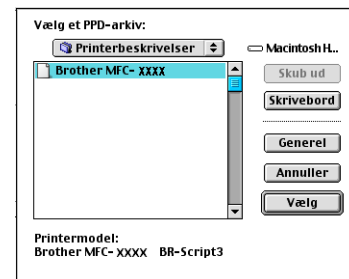 Vælg et PPD-arkiv:
Printerbeskrivelser
Macintosh H...
Brother MFC- XXXX
Skub ud
Skrivebord
Generel
Annuller
Vælg
Printermodel:
Brother MFC- XXXX BR-Script3